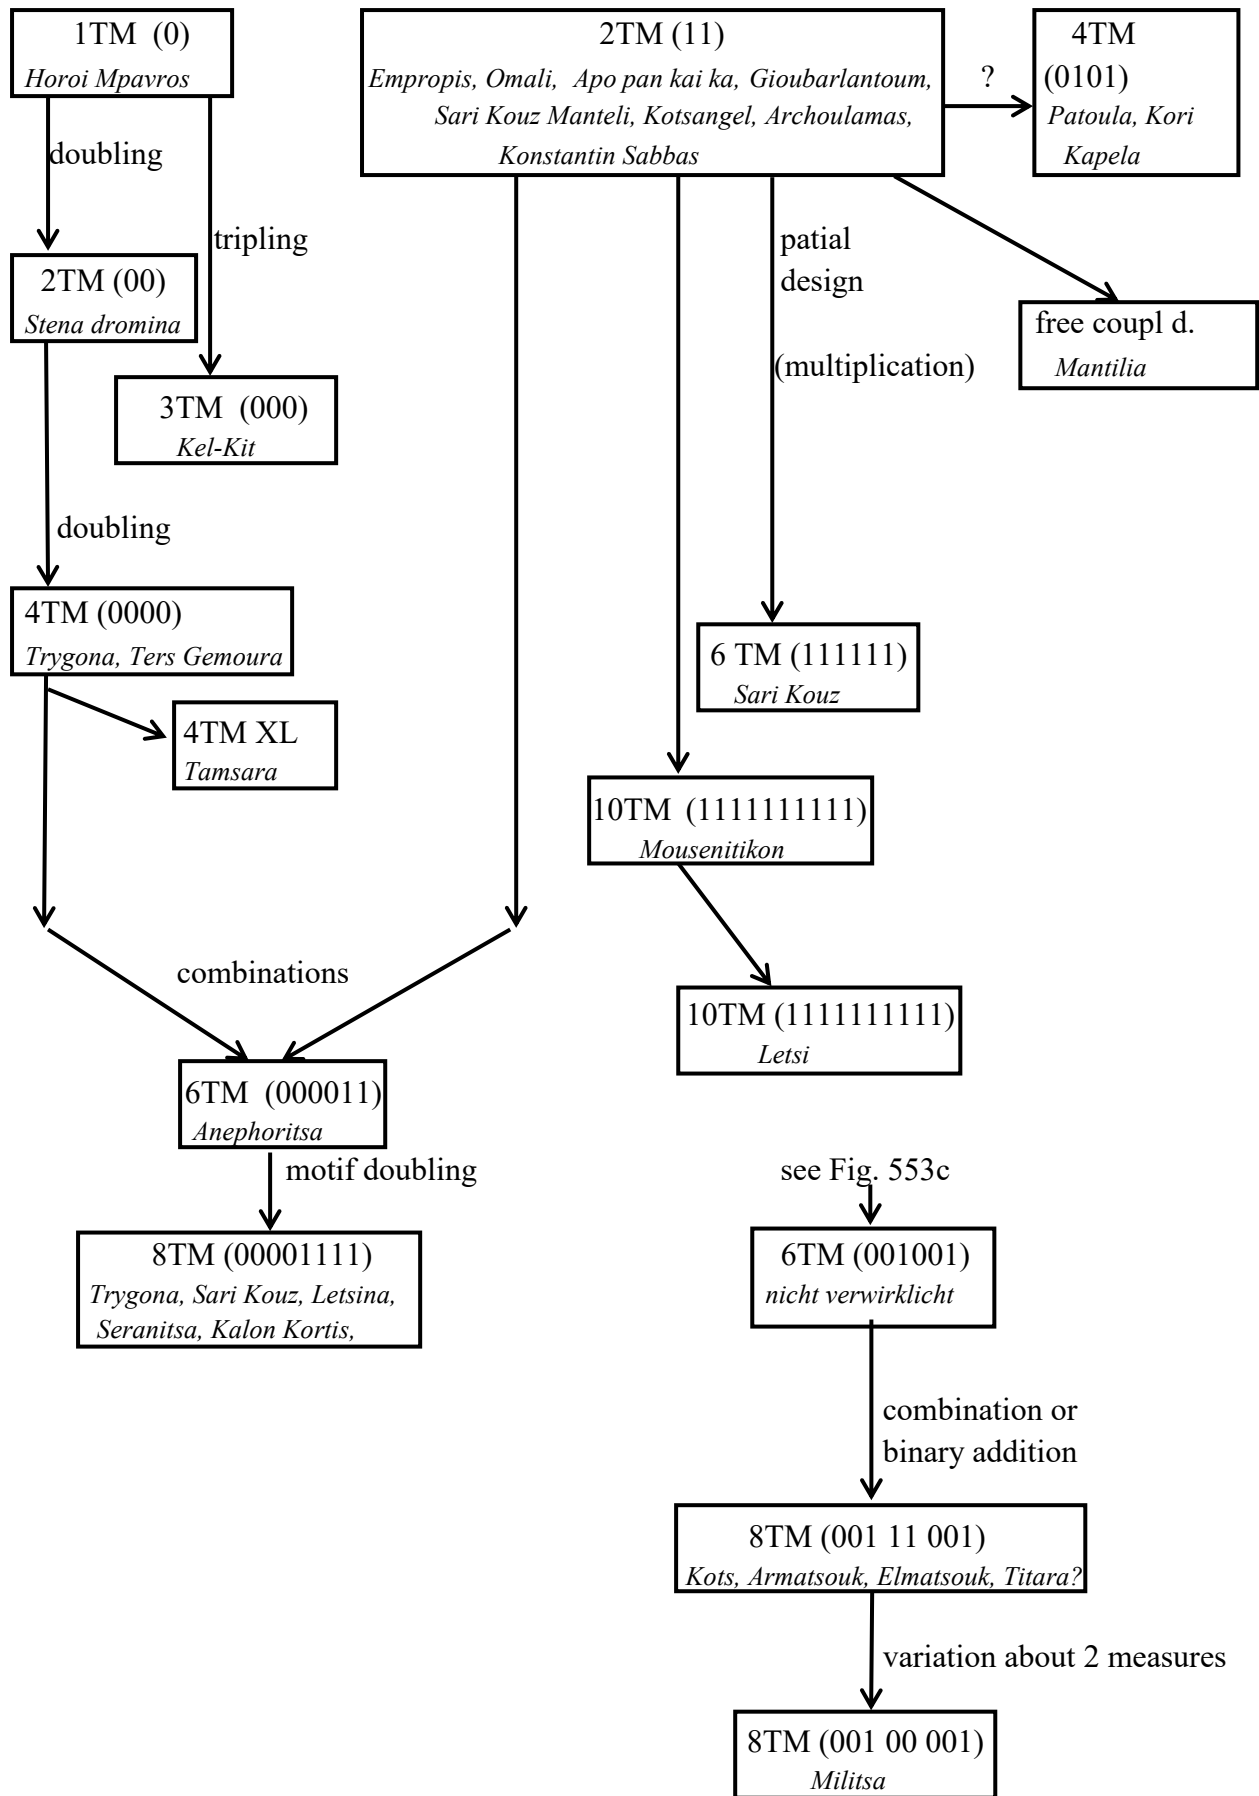 1TM (0)
Horoi Mpavros
2TM (11)
Empropis, Omali, Apo pan kai ka, Gioubarlantoum,
Sari Kouz Manteli, Kotsangel, Archoulamas,
Konstantin Sabbas
?
4TM
(0101)
Patoula, Kori
Kapela
doubling
tripling
patial
design
(multiplication)
2TM (00)
Stena dromina
free coupl d.
Mantilia
3TM (000)
Kel-Kit
doubling
4TM (0000)
Trygona, Ters Gemoura
6 TM (111111)
Sari Kouz
4TM XL
Tamsara
10TM (1111111111)
Mousenitikon
combinations
10TM (1111111111)
Letsi
6TM (000011)
Anephoritsa
motif doubling
see Fig. 553c
8TM (00001111)
Trygona, Sari Kouz, Letsina,
Seranitsa, Kalon Kortis,
6TM (001001)
nicht verwirklicht
combination or
binary addition
8TM (001 11 001)
Kots, Armatsouk, Elmatsouk, Titara?
variation about 2 measures
8TM (001 00 001)
Militsa